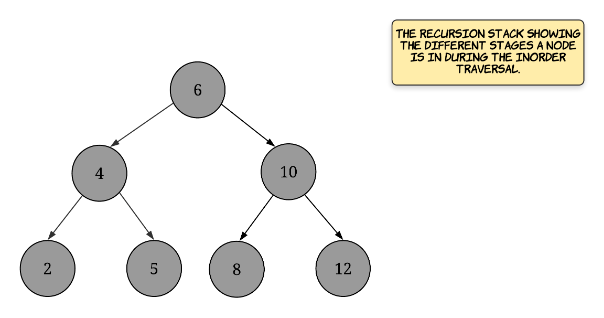 THE RECURSION STACK SHOWING
THE DIFFERENT STAGES A NODE
IS IN DURING THE INORDER
TRAVERSAL.
6
4
10
2
5
8
12